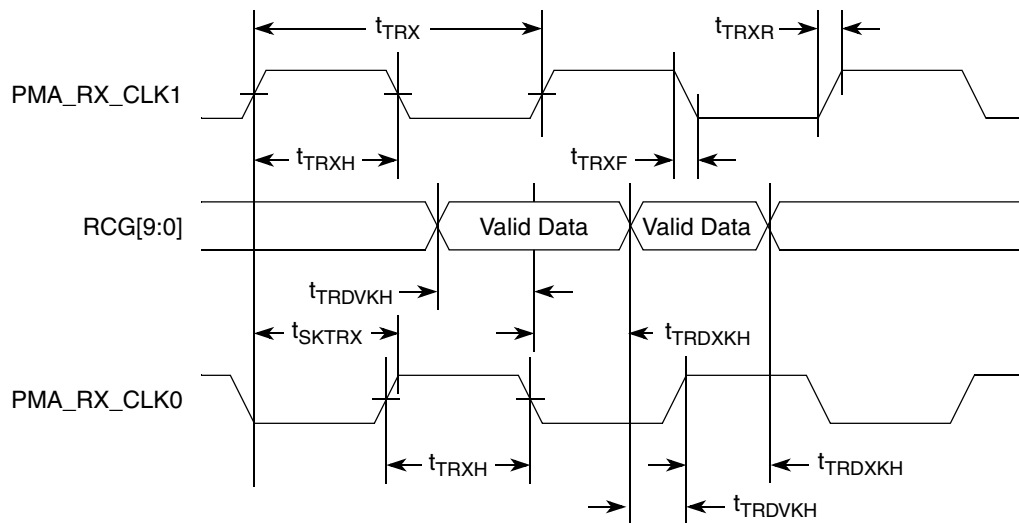 tTRX
tTRXR
PMA_RX_CLK1
tTRXH
tTRXF
RCG[9:0]
Valid Data
Valid Data
tTRDVKH
tSKTRX
tTRDXKH
PMA_RX_CLK0
tTRXH
tTRDXKH
tTRDVKH